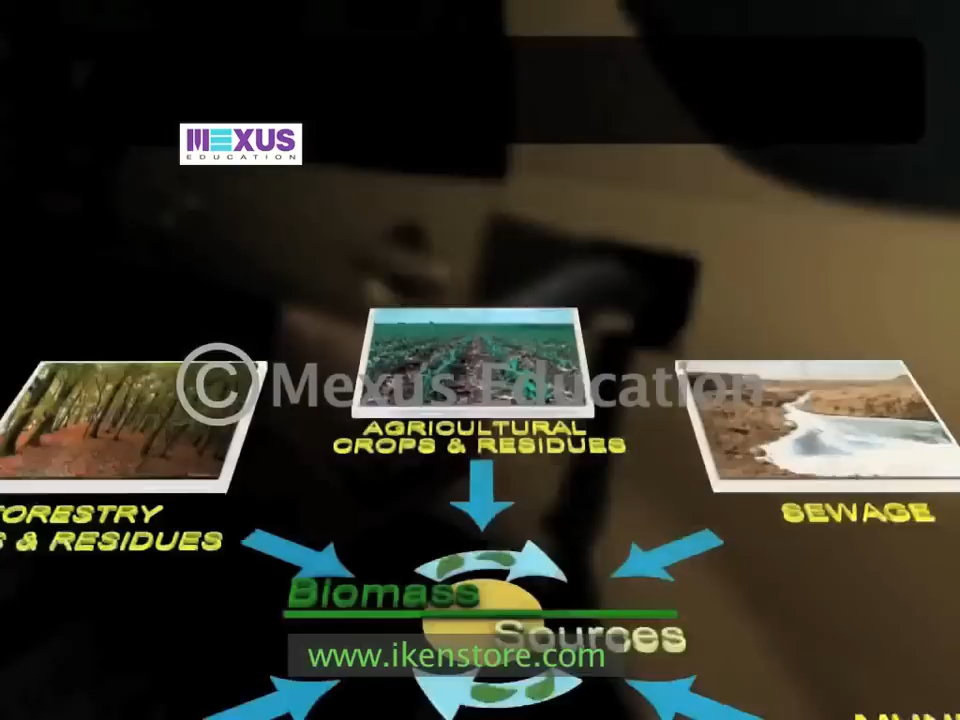 MEXUS
EDUCATION
© Mexus Education
AGRICULTURAL
CROPS & RESIDUES
FORESTRY
& RESIDUES
SEWAGE
Biomass
Sources
www.ikenstore.com